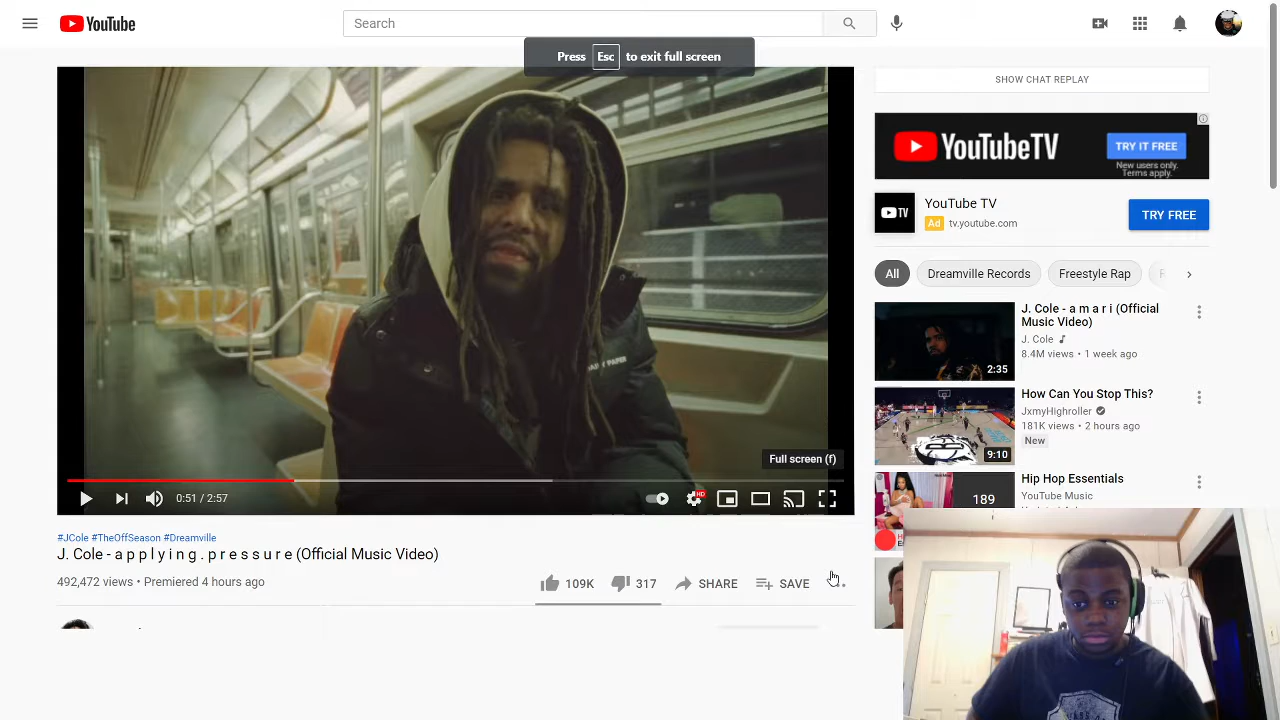 YouTube
Search
Press Esc to exit full screen
SHOW CHAT REPLAY
YouTubeTV
TRY IT FREE
New users only.
Terms apply.
TV
YouTube TV
Ad tv.youtube.com
TRY FREE
All
Dreamville Records
Freestyle Rap
J. Cole - a m a r i (Official
Music Video)
J. Cole
8.4M views • 1 week ago
2:35
How Can You Stop This?
JxmyHighroller
181K views • 2 hours ago
New
9:10
Hip Hop Essentials
YouTube Music
189
DAILY PAPER
Full screen (f)
0:51 / 2:57
HD
#JCole #TheOffSeason #Dreamville
J. Cole - a p p l y i n g . p r e s s u r e (Official Music Video)
492,472 views • Premiered 4 hours ago
109K
317
SHARE
SAVE